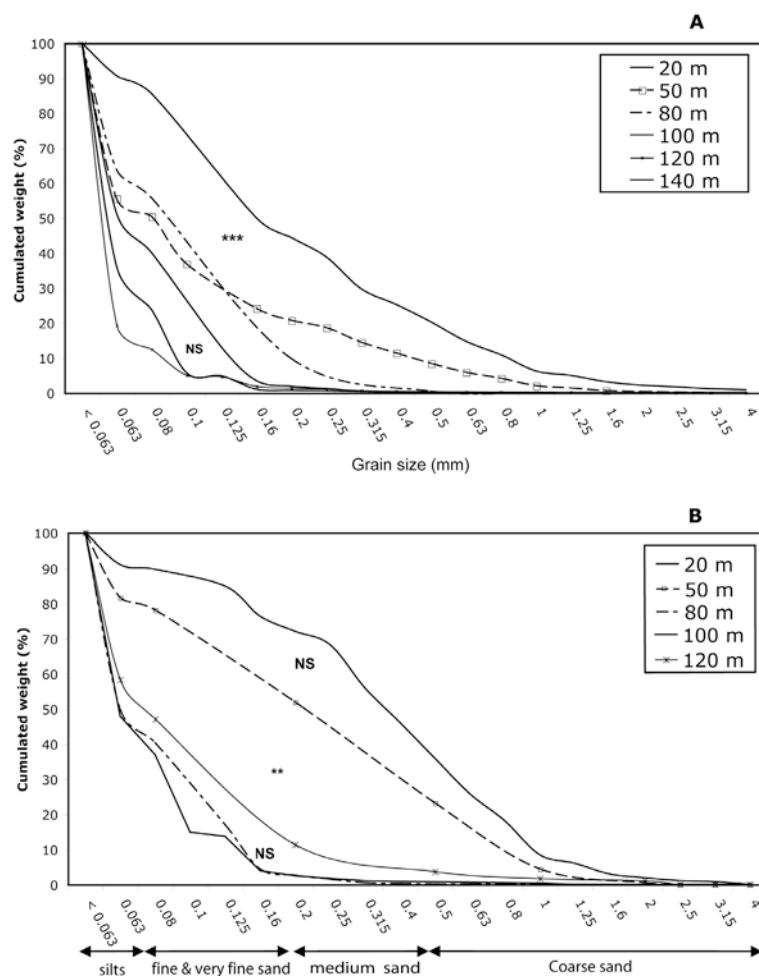 A
100
90
80
70
60
50
40
30
20
10
0
Cumulated weight (%)
20 m
50 m
80 m
100 m
120 m
140 m
***
NS
< 0.063
0.063
0.08
0.1
0.125
0.16
0.2
0.25
0.315
0.4
0.5
0.63
0.8
1
1.6
2
2.5
3.15
4
Grain size (mm)
B
100
90
80
70
60
50
40
30
20
10
0
Cumulated weight (%)
20 m
50 m
80 m
100 m
120 m
NS
**
NS
< 0.063
0.063
0.08
0.1
0.125
0.16
0.2
0.25
0.315
0.4
0.5
0.63
0.8
1
1.6
2
2.5
3.15
4
silts
fine & very fine sand
medium sand
Coarse sand